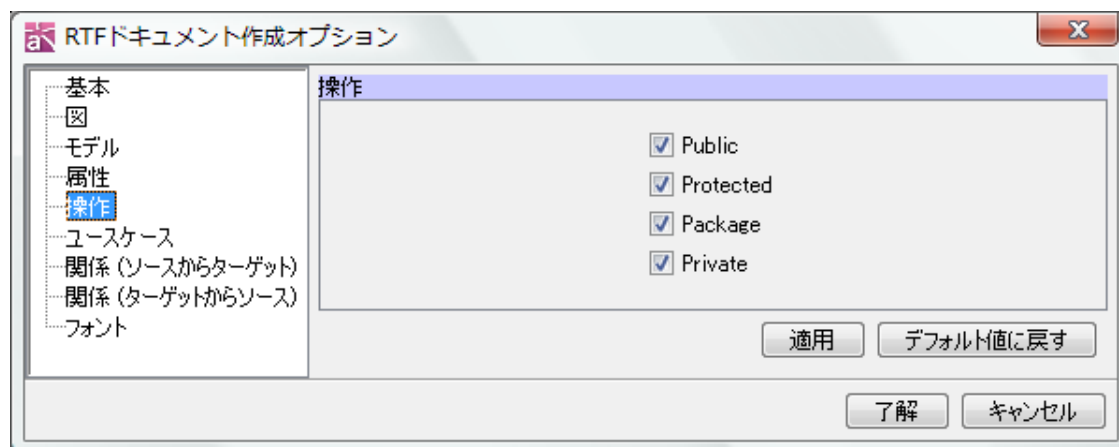 RTFドキュメント作成オプション
基本
図
モデル
属性
操作
ユースケース
関係 (ソースからターゲット)
関係 (ターゲットからソース)
フォント
操作
Public
Protected
Package
Private
適用
デフォルト値に戻す
了解
キャンセル